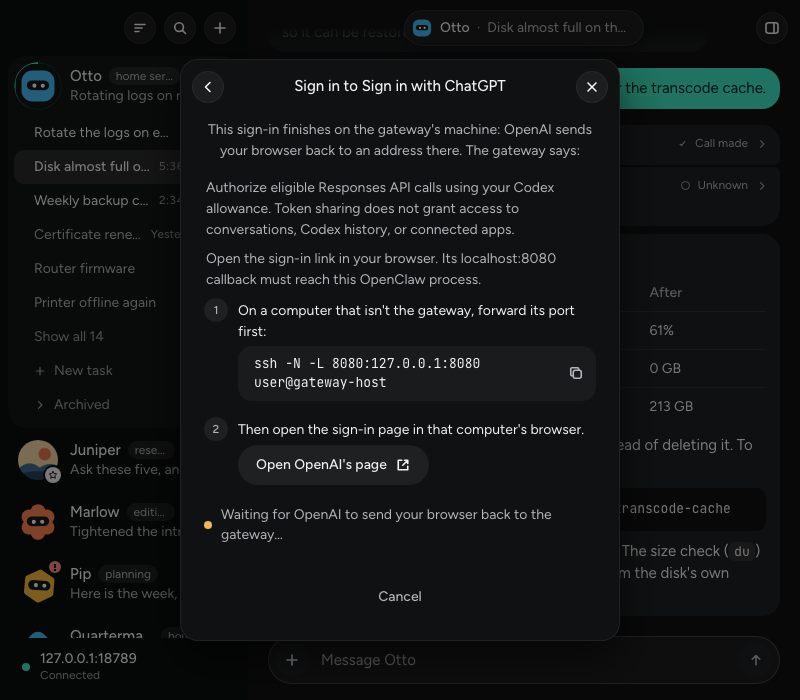 so it can be restore
Otto · Disk almost full on th...
Otto home ser...
Rotating logs on r
Rotate the logs on e...
Disk almost full o... 5:36
Weekly backup c... 2:34
Certificate rene... Yeste
Router firmware
Printer offline again
Show all 14
New task
Archived
Juniper rese...
Ask these five, an
Marlow editi...
Tightened the intr
Pip planning
Here is the week,
Quarterma
127.0.0.1:18789
Connected
Sign in to Sign in with ChatGPT
This sign-in finishes on the gateway's machine: OpenAI sends
your browser back to an address there. The gateway says:
Authorize eligible Responses API calls using your Codex
allowance. Token sharing does not grant access to
conversations, Codex history, or connected apps.
Open the sign-in link in your browser. Its localhost:8080
callback must reach this OpenClaw process.
1 On a computer that isn't the gateway, forward its port
first:
ssh -N -L 8080:127.0.0.1:8080
user@gateway-host
2 Then open the sign-in page in that computer's browser.
Open OpenAI's page
Waiting for OpenAI to send your browser back to the
gateway...
Cancel
the transcode cache.
Call made
Unknown
After
61%
0 GB
213 GB
ead of deleting it. To
transcode-cache
The size check ( du )
m the disk's own
Message Otto